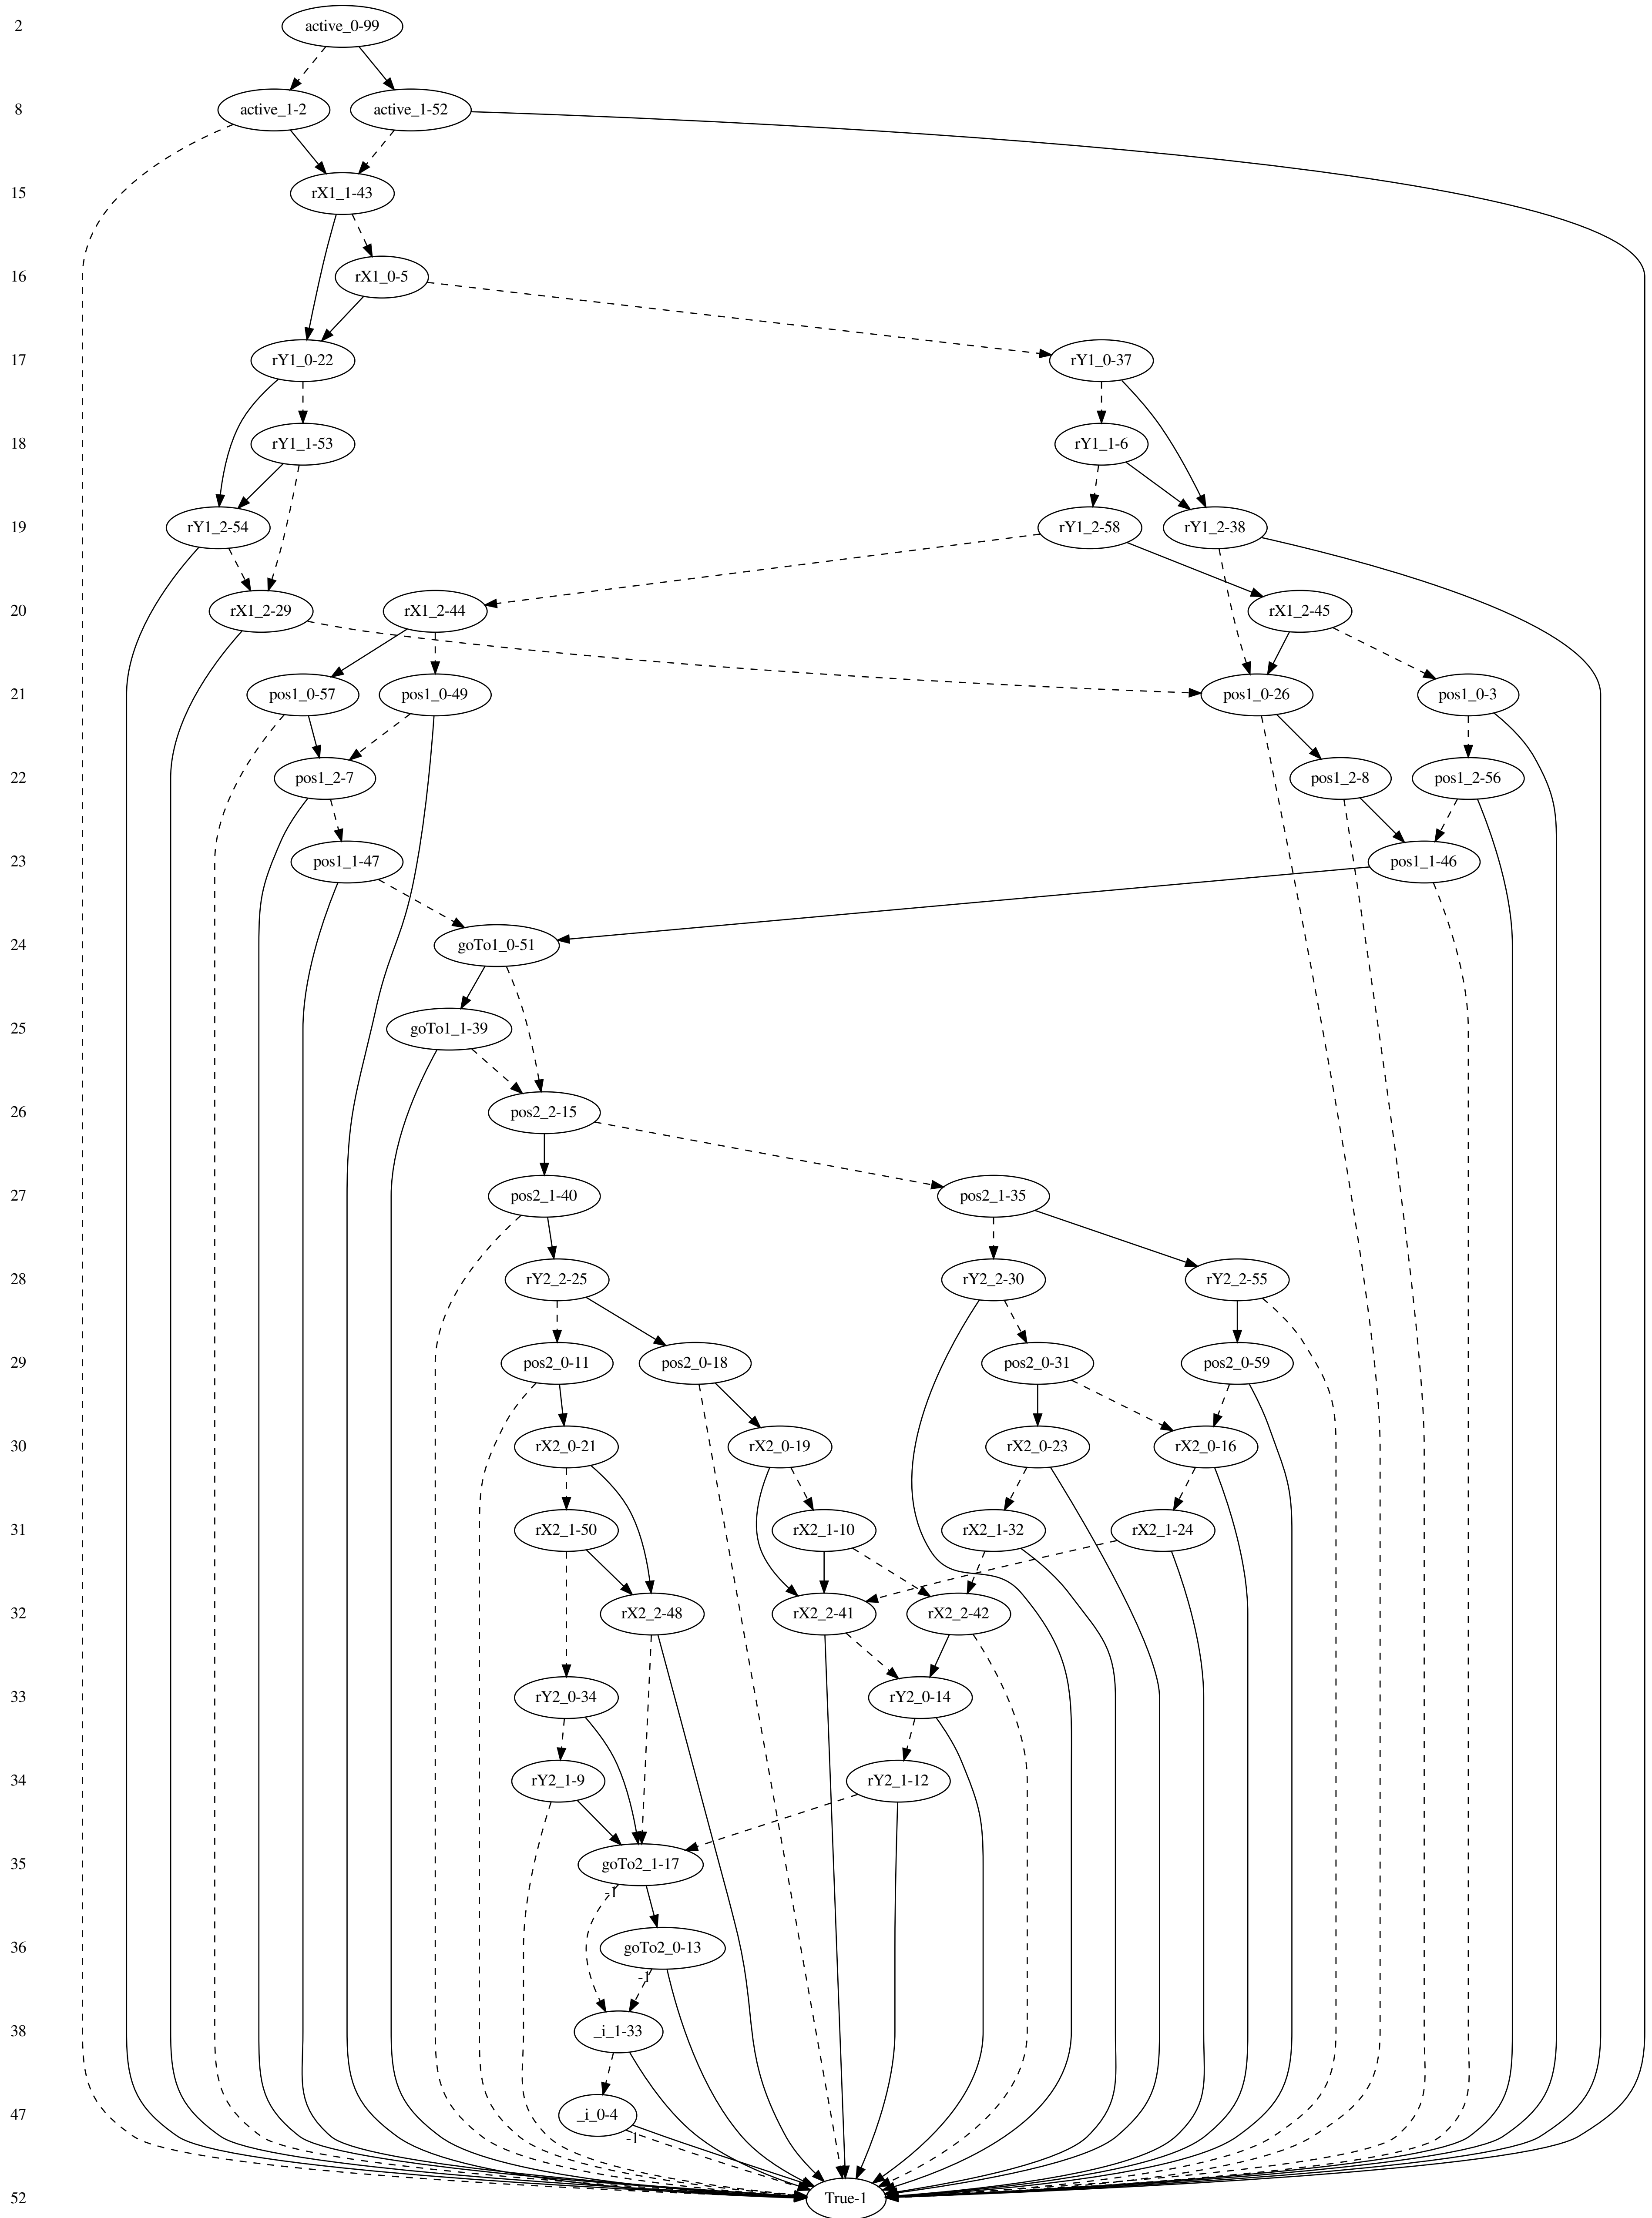 2 active_0-99
8 active_1-2 active_1-52
15 rX1_1-43
16 rX1_0-5
17 rY1_0-22 rY1_0-37
18 rY1_1-53 rY1_1-6
19 rY1_2-54 rY1_2-58 rY1_2-38
20 rX1_2-29 rX1_2-44 rX1_2-45
21 pos1_0-57 pos1_0-49 pos1_0-26 pos1_0-3
22 pos1_2-7 pos1_2-8 pos1_2-56
23 pos1_1-47 pos1_1-46
24 goTo1_0-51
25 goTo1_1-39
26 pos2_2-15
27 pos2_1-40 pos2_1-35
28 rY2_2-25 rY2_2-30 rY2_2-55
29 pos2_0-11 pos2_0-18 pos2_0-31 pos2_0-59
30 rX2_0-21 rX2_0-19 rX2_0-23 rX2_0-16
31 rX2_1-50 rX2_1-10 rX2_1-32 rX2_1-24
32 rX2_2-48 rX2_2-41 rX2_2-42
33 rY2_0-34 rY2_0-14
34 rY2_1-9 rY2_1-12
35 goTo2_1-17
-1
36 goTo2_0-13
-1
38 _i_1-33
47 _i_0-4
-1
52 True-1